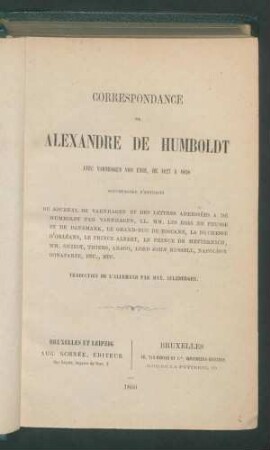 CORRESPONDANCE
DE
ALEXANDRE DE HUMBOLDT
AVEC VARNHAGEN VON ENSE, DE 1827 A 1858
DU JOURNAL DE VARNHAGEN ET DES LETTRES ADRESSÉES A DE
HUMBOLDT PAR VARNHAGEN, LL. MM. LES ROIS DE PRUSSE
ET DE DANEMARK, LE GRAND-DUC DE TOSCANE, LA DUCHESSE
D'ORLÉANS, LE PRINCE ALBERT, LE PRINCE DE METTERNICH,
MM. GUIZOT, THIERS, ARAGO, LORD JOHN RUSSELL, NAPOLÉON
BONAPARTE, ETC., ETC.
TRADUCTION DE L'ALLEMAND PAR MAX. SULZBERGER.
BRUXELLES ET LEIPZIG
AUG. SCHNÉE, ÉDITEUR
BRUXELLES
1860